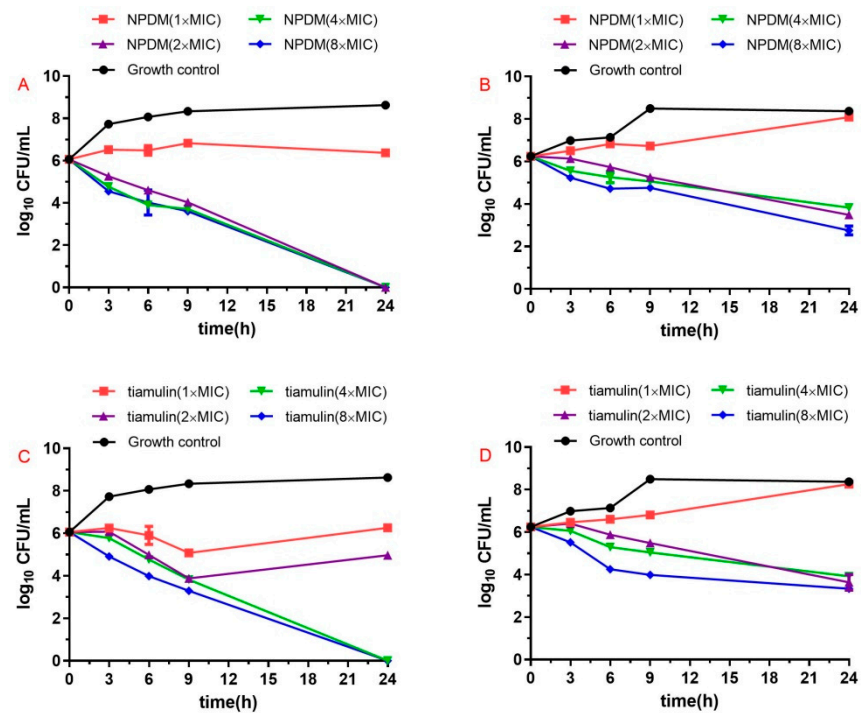 NPDM(1×MIC) NPDM(4×MIC)
NPDM(2×MIC) NPDM(8×MIC)
Growth control
A
log10 CFU/mL
10
8
6
4
2
0
0 3 6 9 12 15 18 21 24
time(h)
NPDM(1×MIC) NPDM(4×MIC)
NPDM(2×MIC) NPDM(8×MIC)
Growth control
B
log10 CFU/mL
10
8
6
4
2
0
0 3 6 9 12 15 18 21 24
time(h)
tiamulin(1×MIC) tiamulin(4×MIC)
tiamulin(2×MIC) tiamulin(8×MIC)
Growth control
C
log10 CFU/mL
10
8
6
4
2
0
0 3 6 9 12 15 18 21 24
time(h)
tiamulin(1×MIC) tiamulin(4×MIC)
tiamulin(2×MIC) tiamulin(8×MIC)
Growth control
D
log10 CFU/mL
10
8
6
4
2
0
0 3 6 9 12 15 18 21 24
time(h)